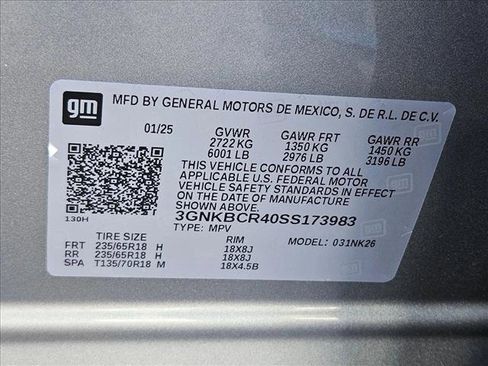 gm MFD BY GENERAL MOTORS DE MEXICO, S. DE R.L. DE C.V.
01/25 GVWR GAWR FRT GAWR RR
2722 KG 1350 KG 1450 KG
6001 LB 2976 LB 3196 LB
THIS VEHICLE CONFORMS TO ALL
APPLICABLE U.S. FEDERAL MOTOR
VEHICLE SAFETY STANDARDS IN EFFECT
ON THE DATE OF MANUFACTURE
SHOWN ABOVE.
130H 3GNKBCR40SS173983
TYPE: MPV MODEL: 031NK26
TIRE SIZE RIM
FRT 235/65R18 H 18X8J
RR 235/65R18 H 18X8J
SPA T135/70R18 M 18X4.5B